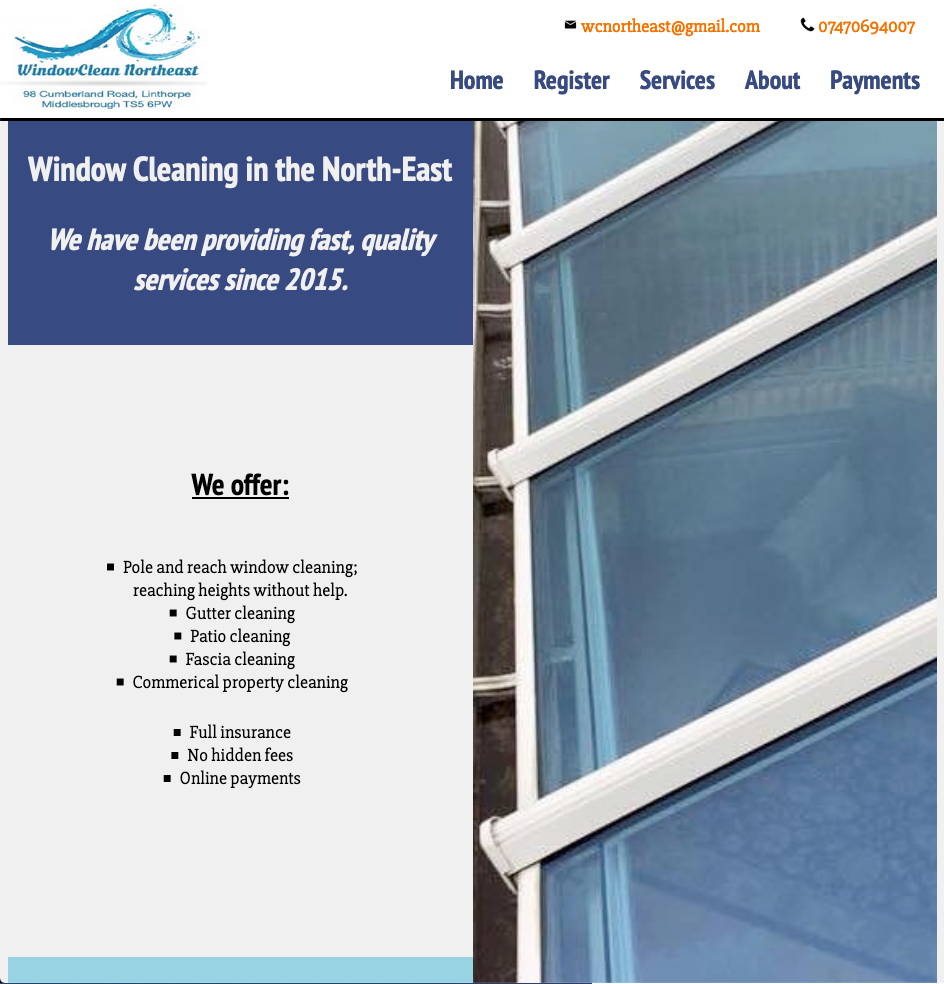 WindowClean Northeast
98 Cumberland Road, Linthorpe
Middlesbrough TS5 6PW
wcnortheast@gmail.com
07470694007
Home
Register
Services
About
Payments
Window Cleaning in the North-East
We have been providing fast, quality
services since 2015.
We offer:
Pole and reach window cleaning;
reaching heights without help.
Gutter cleaning
Patio cleaning
Fascia cleaning
Commerical property cleaning
Full insurance
No hidden fees
Online payments